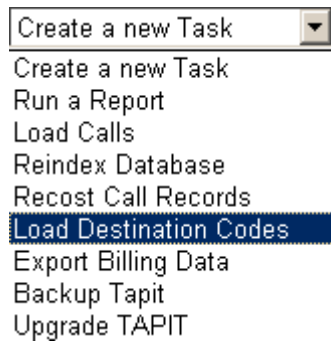 Create a new Task
Create a new Task
Run a Report
Load Calls
Reindex Database
Recost Call Records
Load Destination Codes
Export Billing Data
Backup Tapit
Upgrade TAPIT